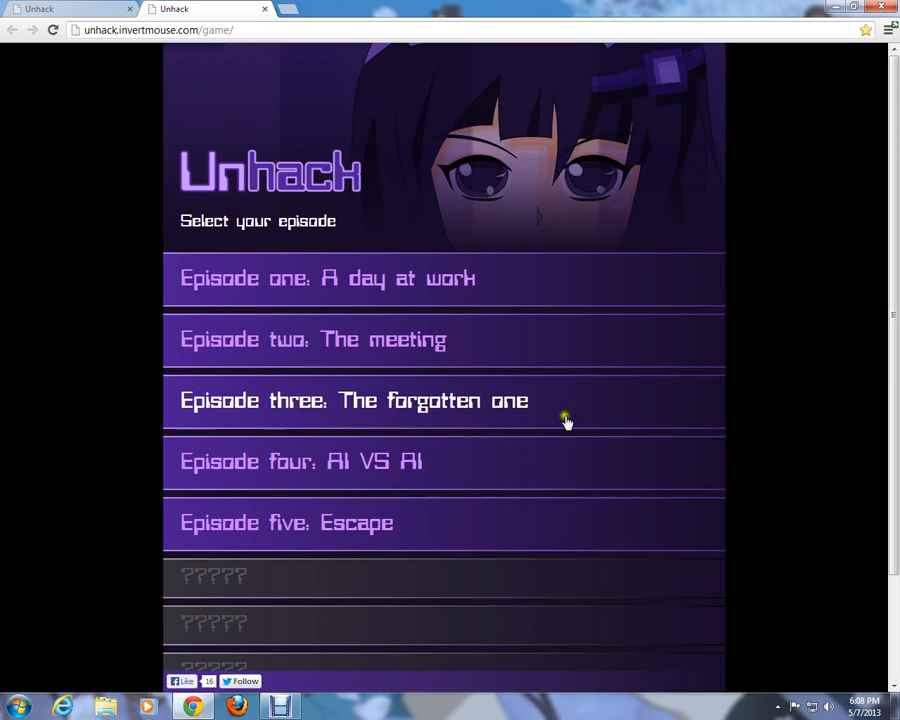 Unhack
Unhack
unhack.invertmouse.com/game/
Unhack
Select your episode
Episode one: A day at work
Episode two: The meeting
Episode three: The forgotten one
Episode four: AI VS AI
Episode five: Escape
?????
?????
?????
Like 16 Follow
6:08 PM
5/7/2013